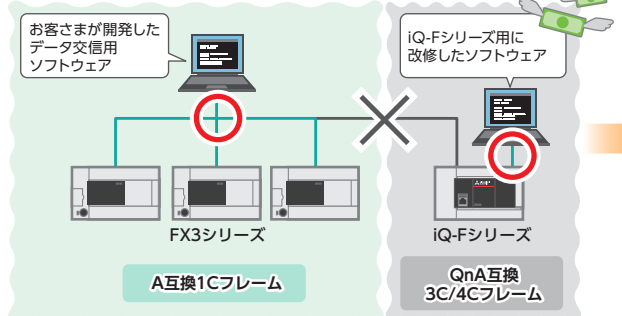 お客さまが開発した
データ交信用
ソフトウェア
iQ-Fシリーズ用に
改修したソフトウェア
FX3シリーズ
iQ-Fシリーズ
A互換1Cフレーム
QnA互換
3C/4Cフレーム